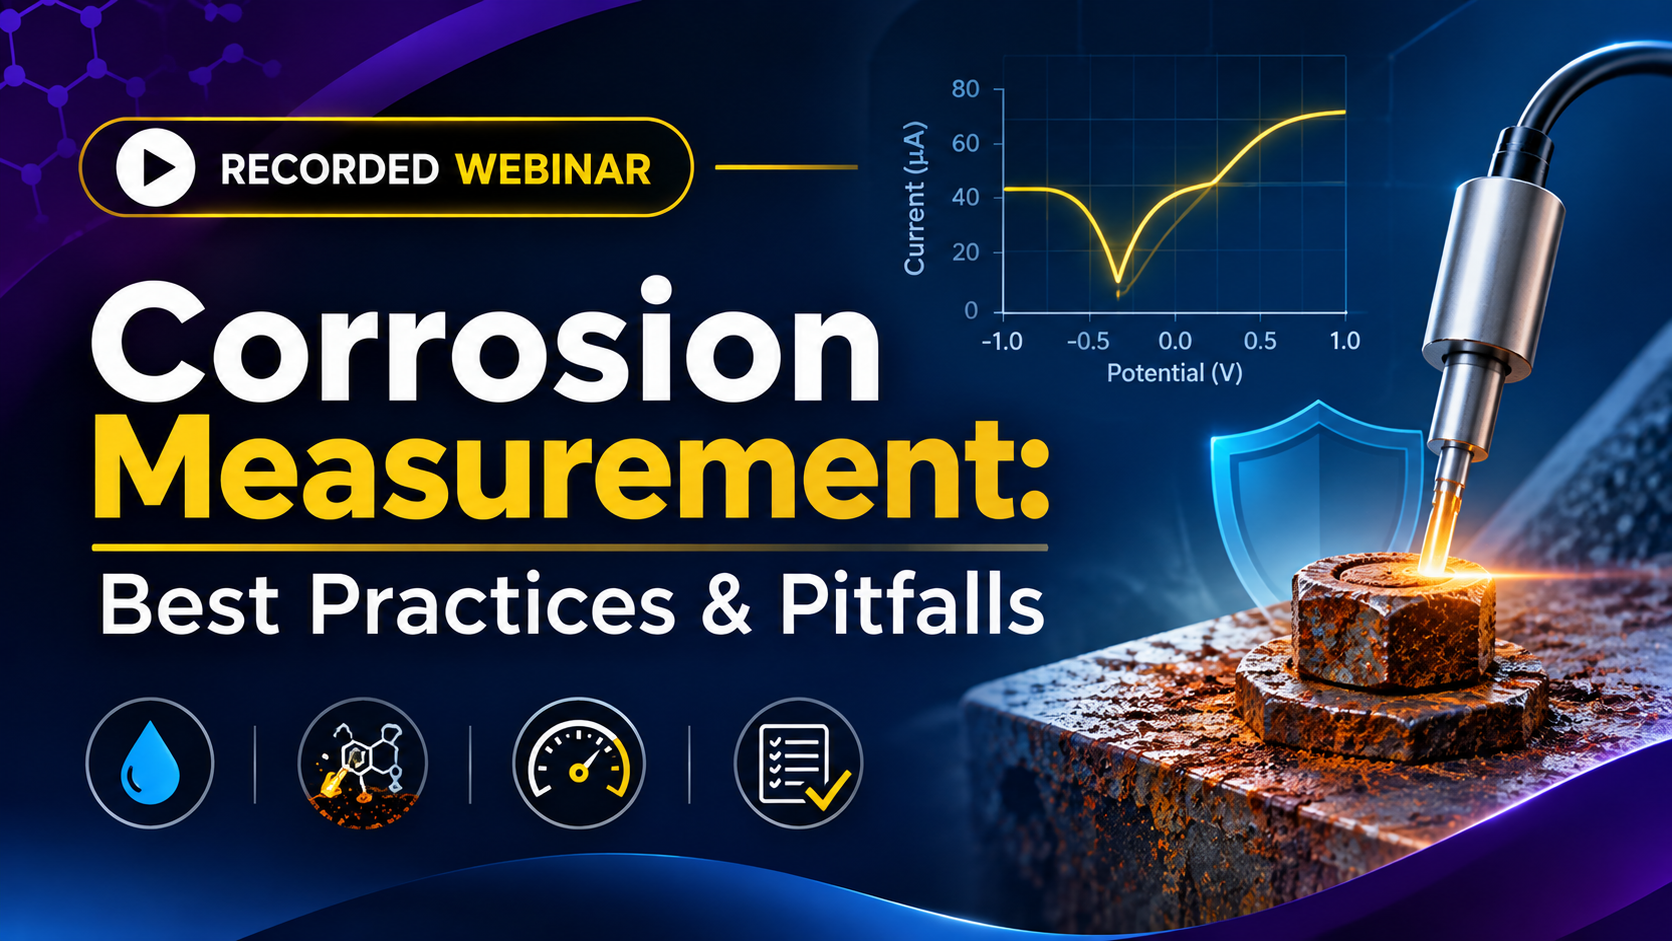 RECORDED WEBINAR
Corrosion
Measurement:
Best Practices & Pitfalls
Current (µA)
80
60
40
20
0
-1.0 -0.5 0.0 0.5 1.0
Potential (V)